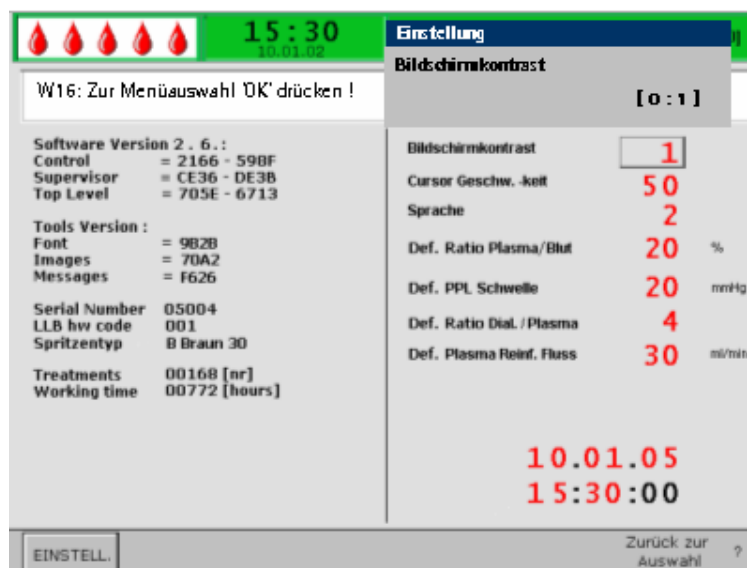 15:30
10.01.02
Einstellung
Bildschirmkontrast
[0:1]
W16: Zur Menüauswahl 'OK' drücken !
Software Version 2 . 6 . :
Control = 2166 - 598F
Supervisor = CE36 - DE3B
Top Level = 705E - 6713
Tools Version :
Font = 9B2B
Images = 70A2
Messages = F626
Serial Number 05004
LLB hw code 001
Spritzentyp B Braun 30
Treatments 00168 [nr]
Working time 00772 [hours]
Bildschirmkontrast 1
Cursor Geschw. -keit 50
Sprache 2
Def. Ratio Plasma/Blut 20 %
Def. PPL Schwelle 20 mmHg
Def. Ratio Dial. / Plasma 4
Def. Plasma Reinf. Fluss 30 ml/min
10.01.05
15:30:00
EINSTELL.
Zurück zur
Auswahl
?